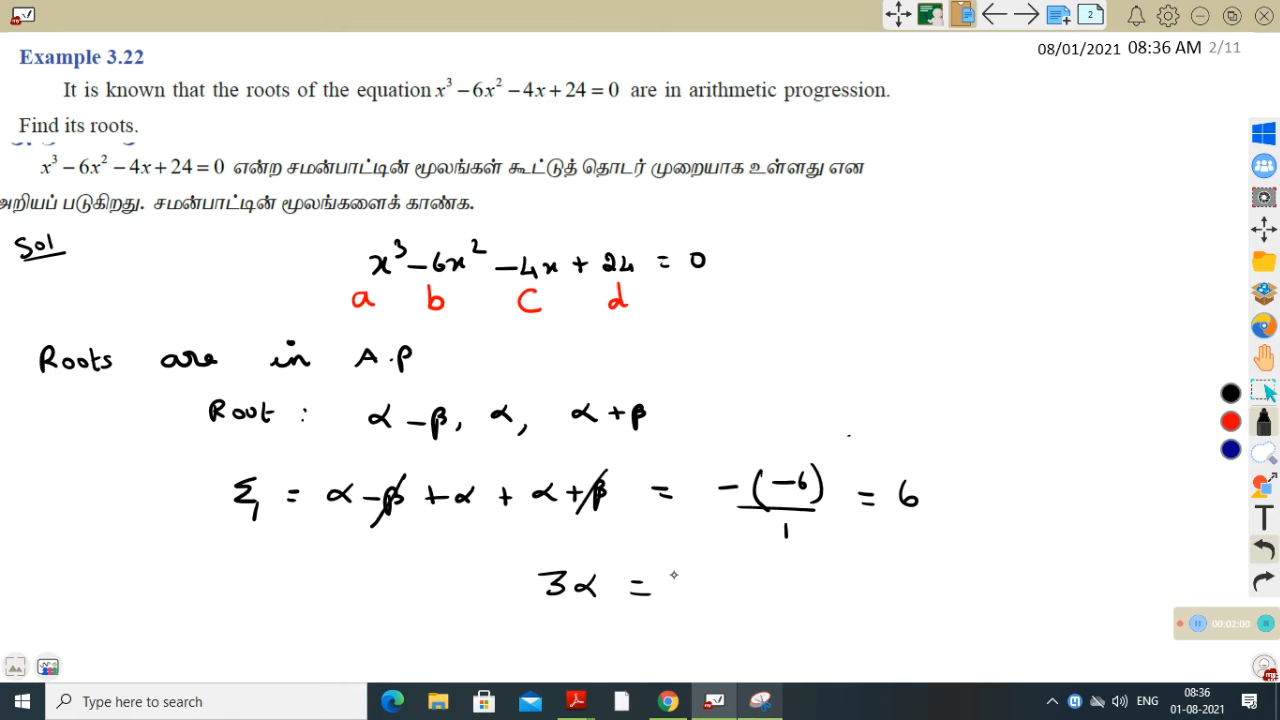 08/01/2021 08:36 AM 2/11
2
Example 3.22
It is known that the roots of the equation x³ − 6x² − 4x + 24 = 0 are in arithmetic progression.
Find its roots.
x³ − 6x² − 4x + 24 = 0 என்ற சமன்பாட்டின் மூலங்கள் கூட்டுத் தொடர் முறையாக உள்ளது என
அறியப் படுகிறது. சமன்பாட்டின் மூலங்களைக் காண்க.
Sol
x³ − 6x² − 4x + 24 = 0
a b c d
Roots are in A.P
Root : α − β, α, α + β
Σ₁ = α − β + α + α + β = −(−6)/1 = 6
3α =
00:02:00
Type here to search
ENG
08:36
01-08-2021